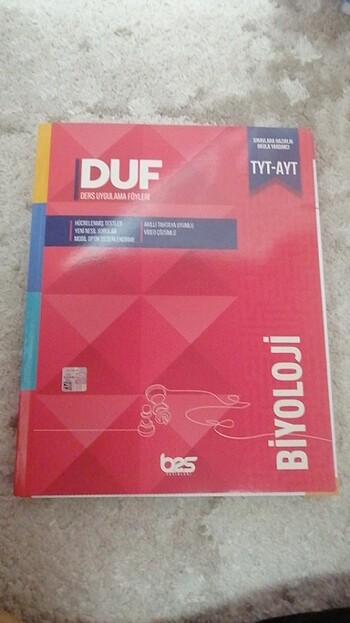 SINAVLARA HAZIRLIK
OKULA YARDIMCI
TYT-AYT
DUF
DERS UYGULAMA FÖYLERİ
HÜCRELENMİŞ TESTLER
YENİ NESİL SORULAR
MOBİL OPTİK DEĞERLENDİRME
AKILLI TAHTAYA UYUMLU
VİDEO ÇÖZÜMLÜ
BİYOLOJİ
bes
YAYINLARI